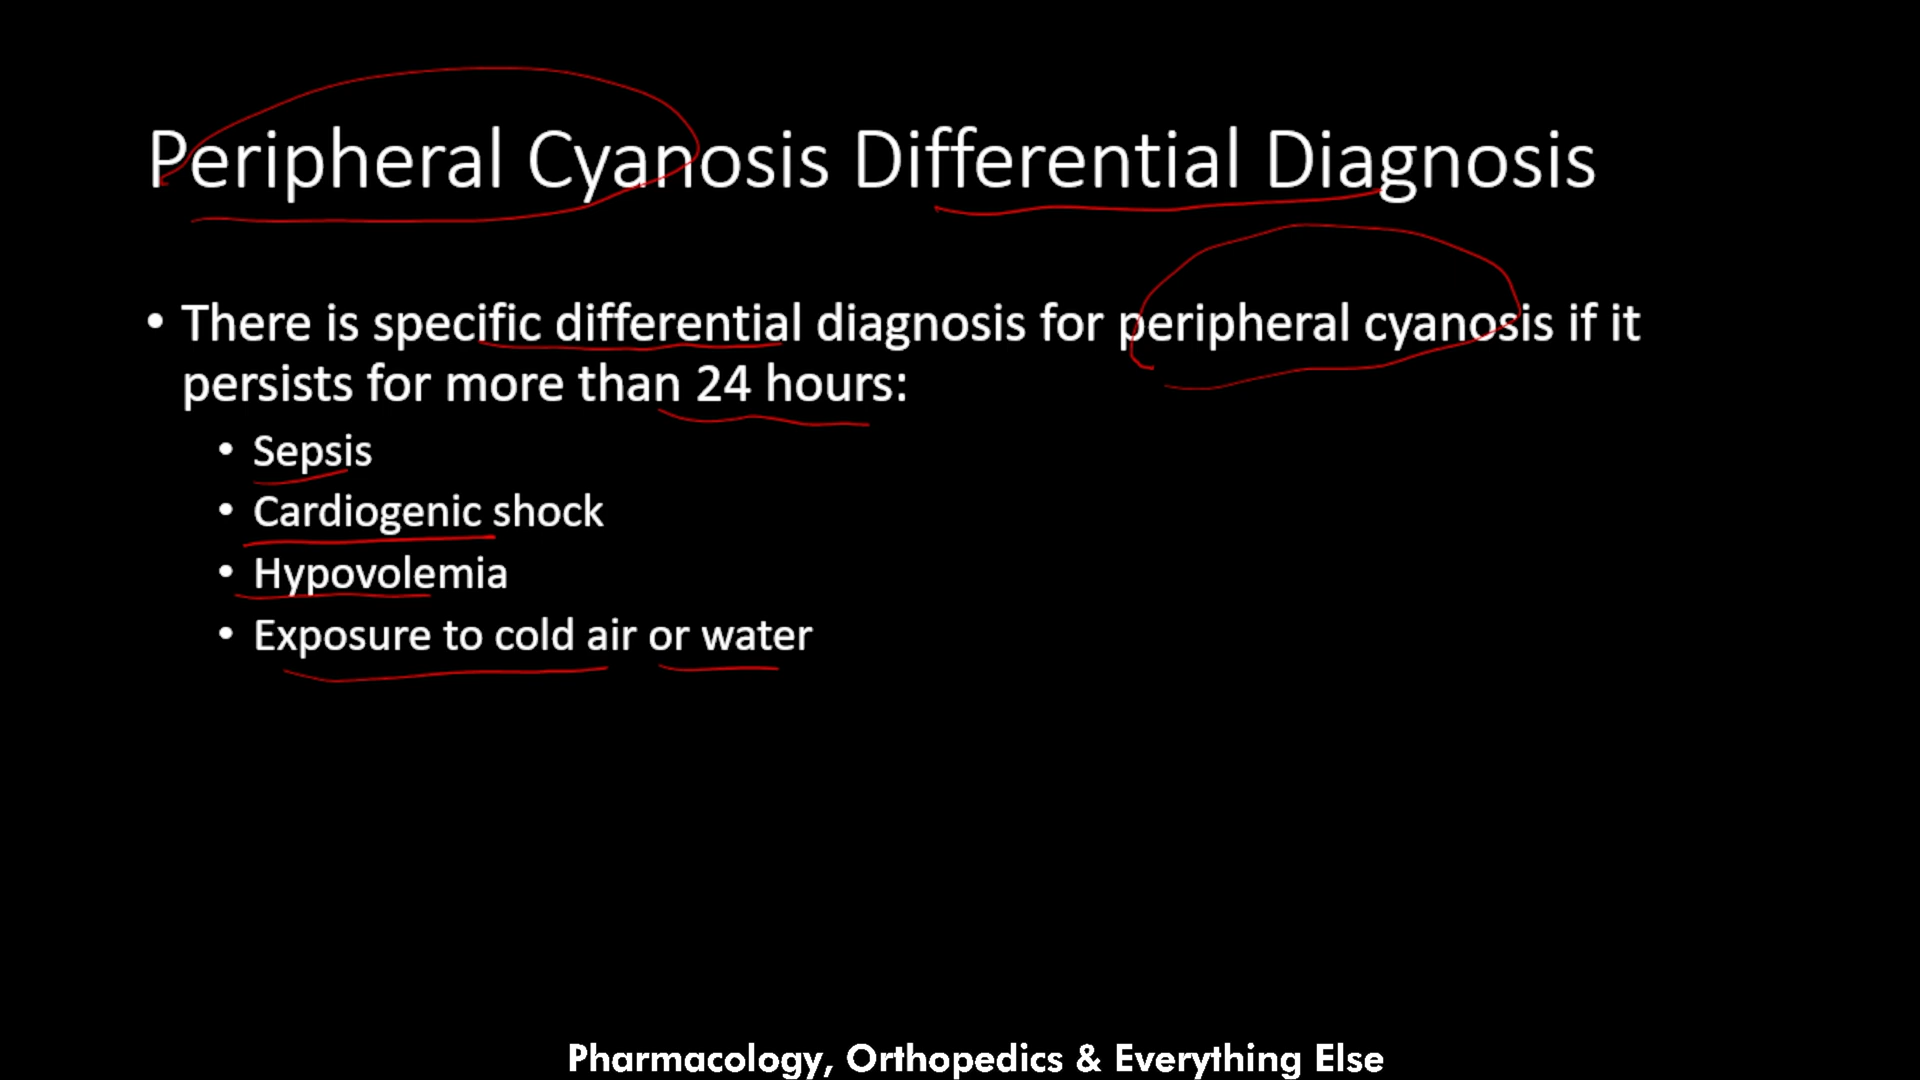 Peripheral Cyanosis Differential Diagnosis
• There is specific differential diagnosis for peripheral cyanosis if it
persists for more than 24 hours:
• Sepsis
• Cardiogenic shock
• Hypovolemia
• Exposure to cold air or water
Pharmacology, Orthopedics & Everything Else